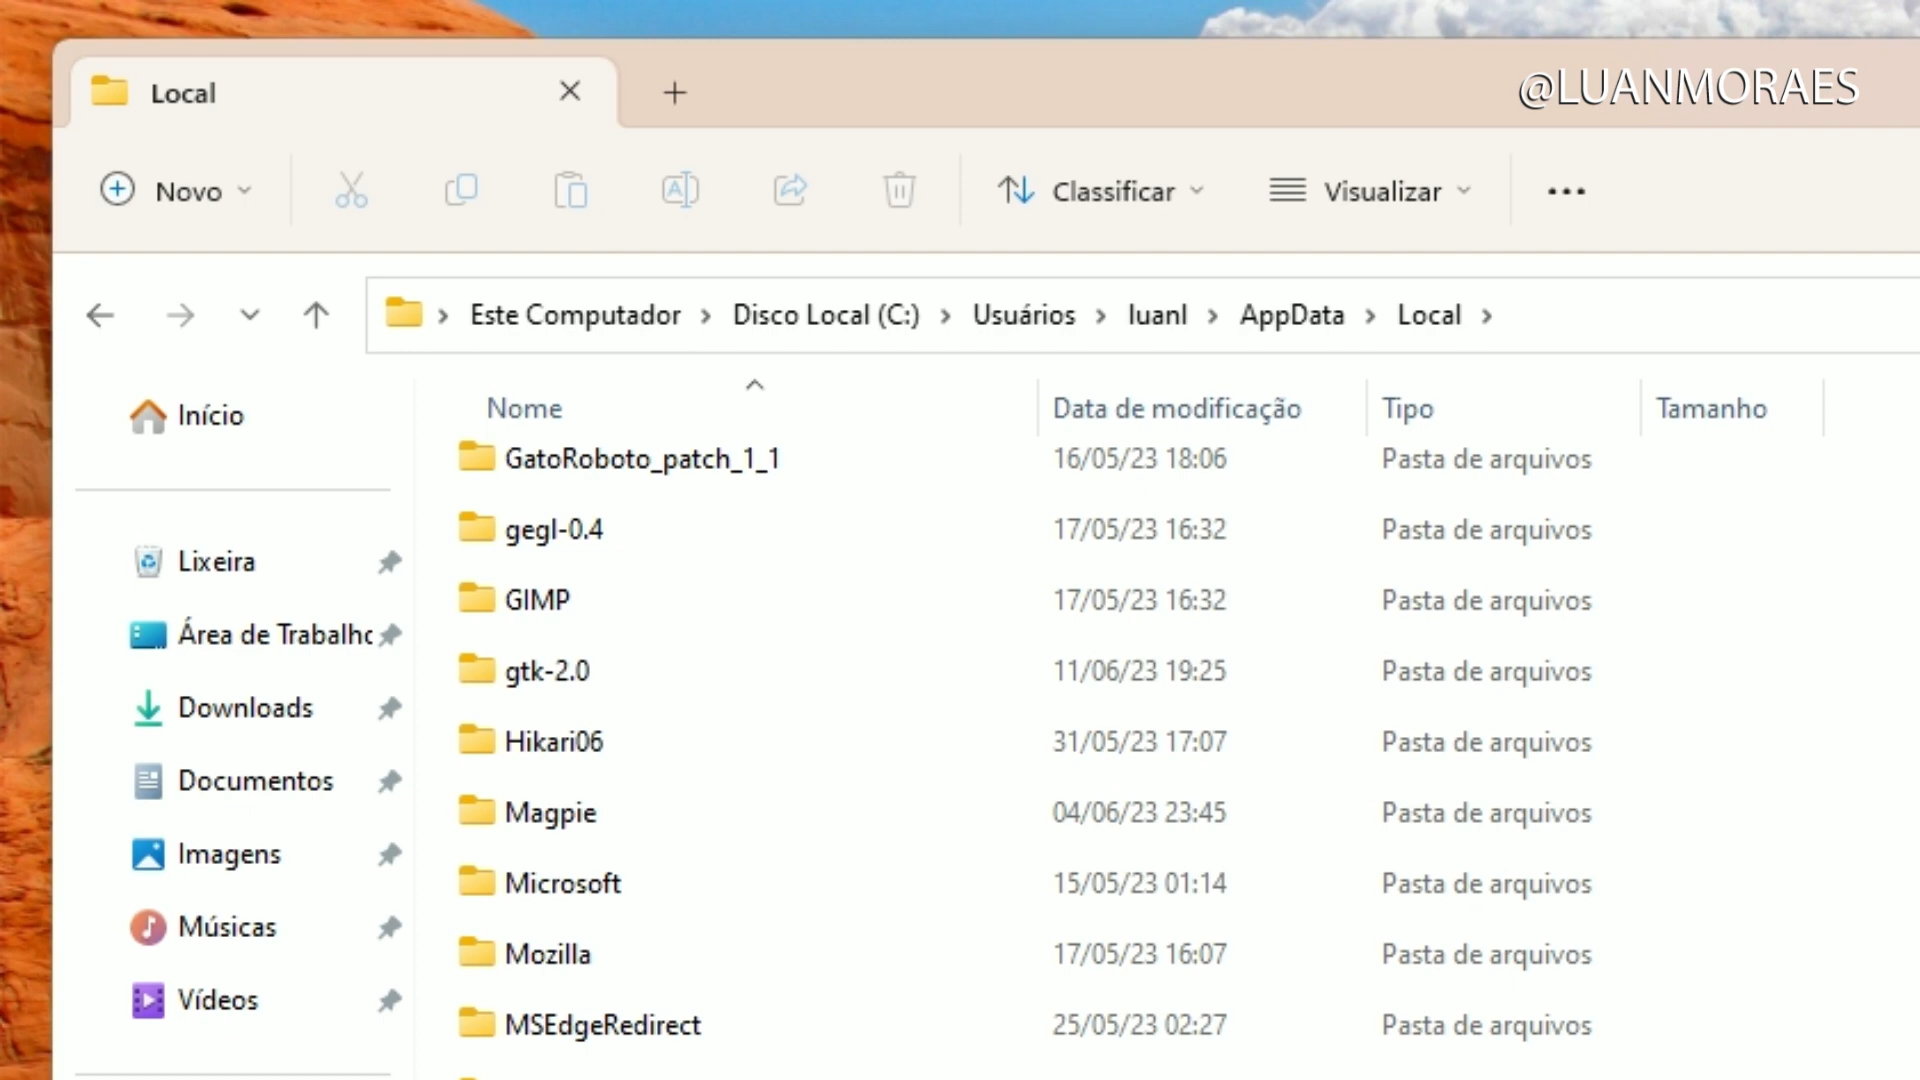 Local
@LUANMORAES
Novo
Classificar
Visualizar
Este Computador > Disco Local (C:) > Usuários > luanl > AppData > Local >
Início
Lixeira
Área de Trabalho
Downloads
Documentos
Imagens
Músicas
Vídeos
Nome Data de modificação Tipo Tamanho
GatoRoboto_patch_1_1 16/05/23 18:06 Pasta de arquivos
gegl-0.4 17/05/23 16:32 Pasta de arquivos
GIMP 17/05/23 16:32 Pasta de arquivos
gtk-2.0 11/06/23 19:25 Pasta de arquivos
Hikari06 31/05/23 17:07 Pasta de arquivos
Magpie 04/06/23 23:45 Pasta de arquivos
Microsoft 15/05/23 01:14 Pasta de arquivos
Mozilla 17/05/23 16:07 Pasta de arquivos
MSEdgeRedirect 25/05/23 02:27 Pasta de arquivos